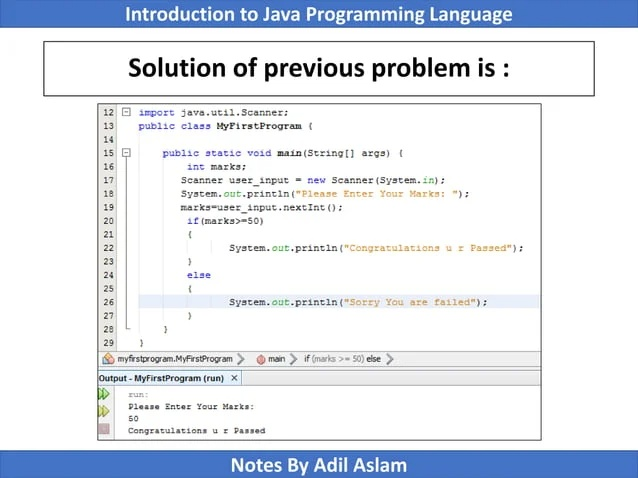 Introduction to Java Programming Language
Solution of previous problem is :
12 import java.util.Scanner;
13 public class MyFirstProgram {
14
15 public static void main(String[] args) {
16 int marks;
17 Scanner user_input = new Scanner(System.in);
18 System.out.println("Please Enter Your Marks: ");
19 marks=user_input.nextInt();
20 if(marks>=50)
21 {
22 System.out.println("Congratulations u r Passed");
23 }
24 else
25 {
26 System.out.println("Sorry You are failed");
27 }
28 }
29 }
myfirstprogram.MyFirstProgram main if (marks >= 50) else
Output - MyFirstProgram (run) ×
run:
Please Enter Your Marks:
50
Congratulations u r Passed
Notes By Adil Aslam